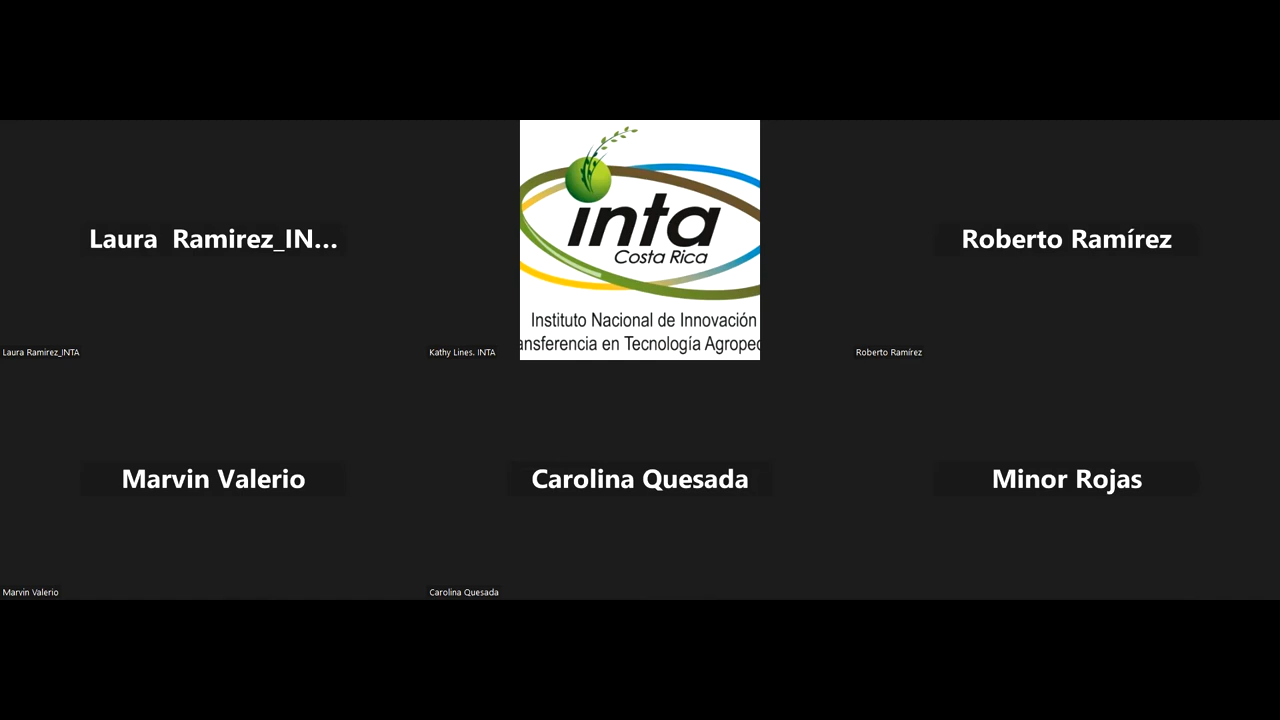 Laura  Ramirez_IN...
Laura Ramirez_INTA
inta
Costa Rica
Instituto Nacional de Innovación
ansferencia en Tecnología Agropec
Kathy Lines. INTA
Roberto Ramírez
Roberto Ramírez
Marvin Valerio
Marvin Valerio
Carolina Quesada
Carolina Quesada
Minor Rojas